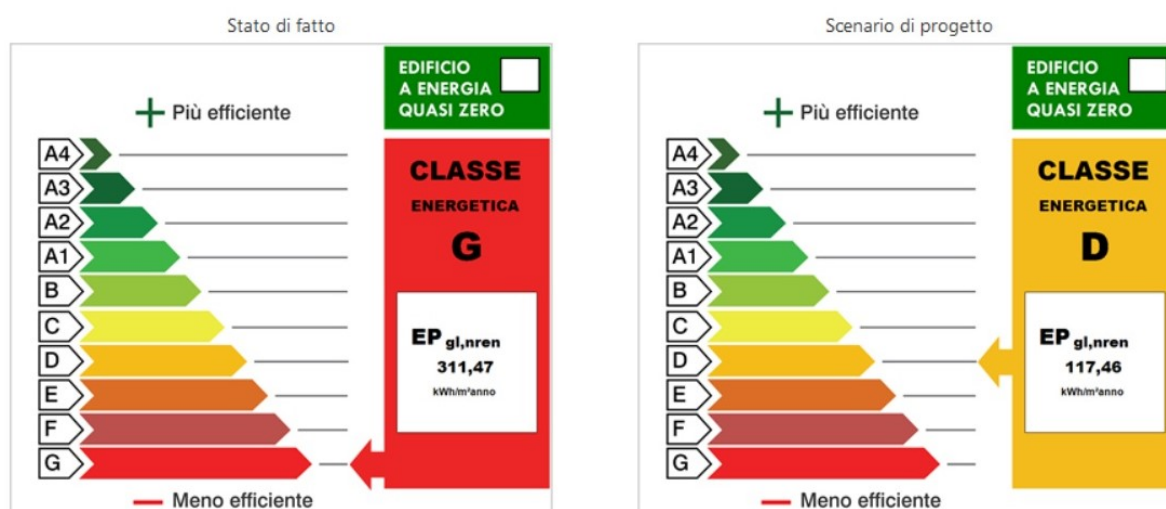 Stato di fatto
EDIFICIO
A ENERGIA
QUASI ZERO
Più efficiente
A4
A3
A2
A1
B
C
D
E
F
G
CLASSE
ENERGETICA
G
EP gl,nren
311,47
kWh/m²anno
Meno efficiente
Scenario di progetto
EDIFICIO
A ENERGIA
QUASI ZERO
Più efficiente
A4
A3
A2
A1
B
C
D
E
F
G
CLASSE
ENERGETICA
D
EP gl,nren
117,46
kWh/m²anno
Meno efficiente